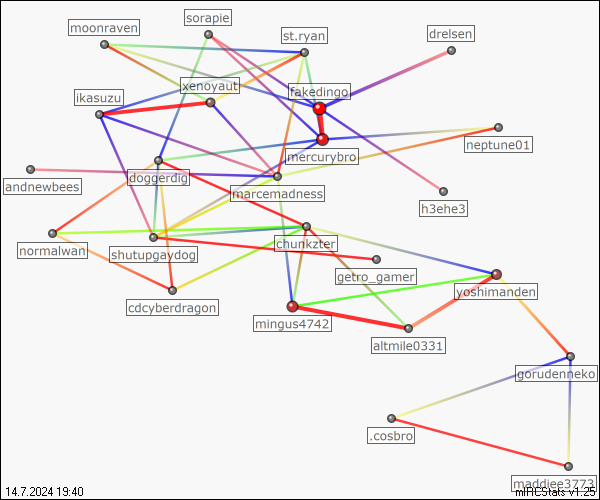 moonraven
sorapie
st.ryan
drelsen
ikasuzu
xenoyaut
fakedingo
mercurybro
neptune01
andnewbees
doggerdig
marcemadness
h3ehe3
normalwan
shutupgaydog
chunkzter
getro_gamer
cdcyberdragon
yoshimanden
mingus4742
altmile0331
gorudenneko
.cosbro
maddiee3773
14.7.2024 19:40
mIRCStats v1.25